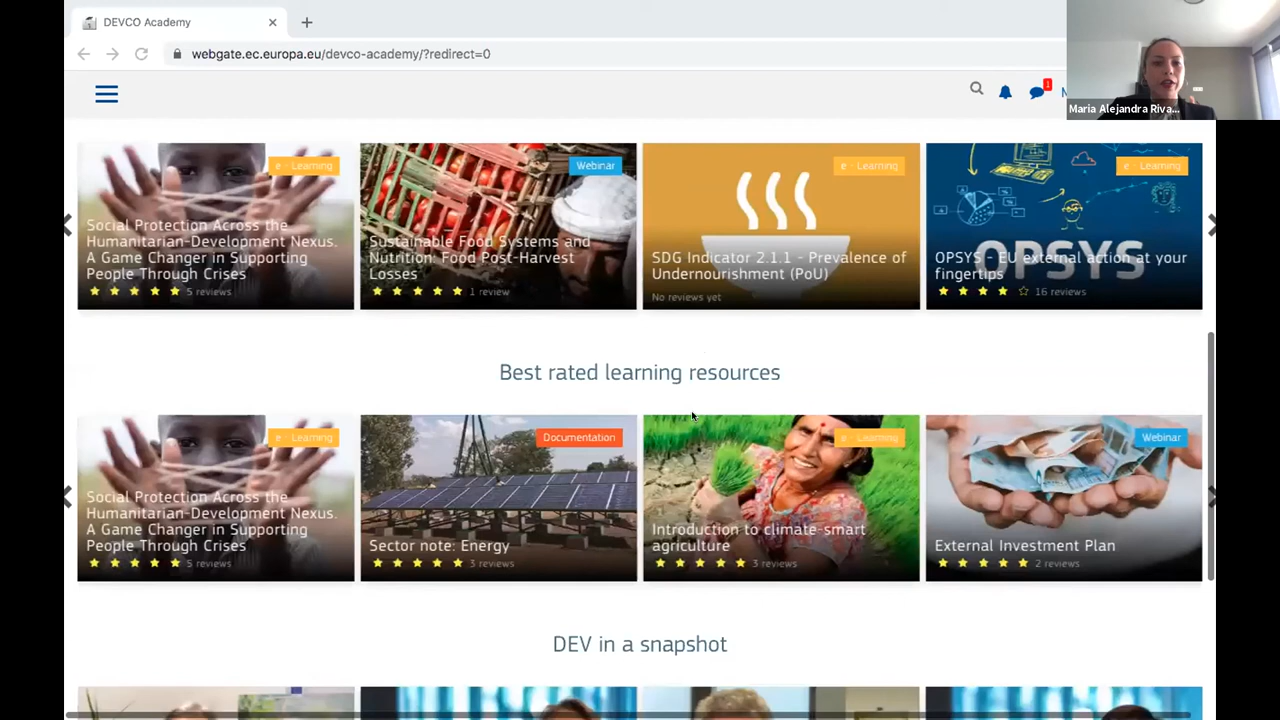 DEVCO Academy
webgate.ec.europa.eu/devco-academy/?redirect=0
1
M
Maria Alejandra Riva...
e - Learning
Social Protection Across the
Humanitarian-Development Nexus.
A Game Changer in Supporting
People Through Crises
5 reviews
Webinar
Sustainable Food Systems and
Nutrition: Food Post-Harvest
Losses
1 review
e - Learning
SDG Indicator 2.1.1 - Prevalence of
Undernourishment (PoU)
No reviews yet
e - Learning
OPSYS
OPSYS - EU external action at your
fingertips
16 reviews
Best rated learning resources
e - Learning
Social Protection Across the
Humanitarian-Development Nexus.
A Game Changer in Supporting
People Through Crises
5 reviews
Documentation
Sector note: Energy
3 reviews
e - Learning
Introduction to climate-smart
agriculture
3 reviews
Webinar
External Investment Plan
2 reviews
DEV in a snapshot